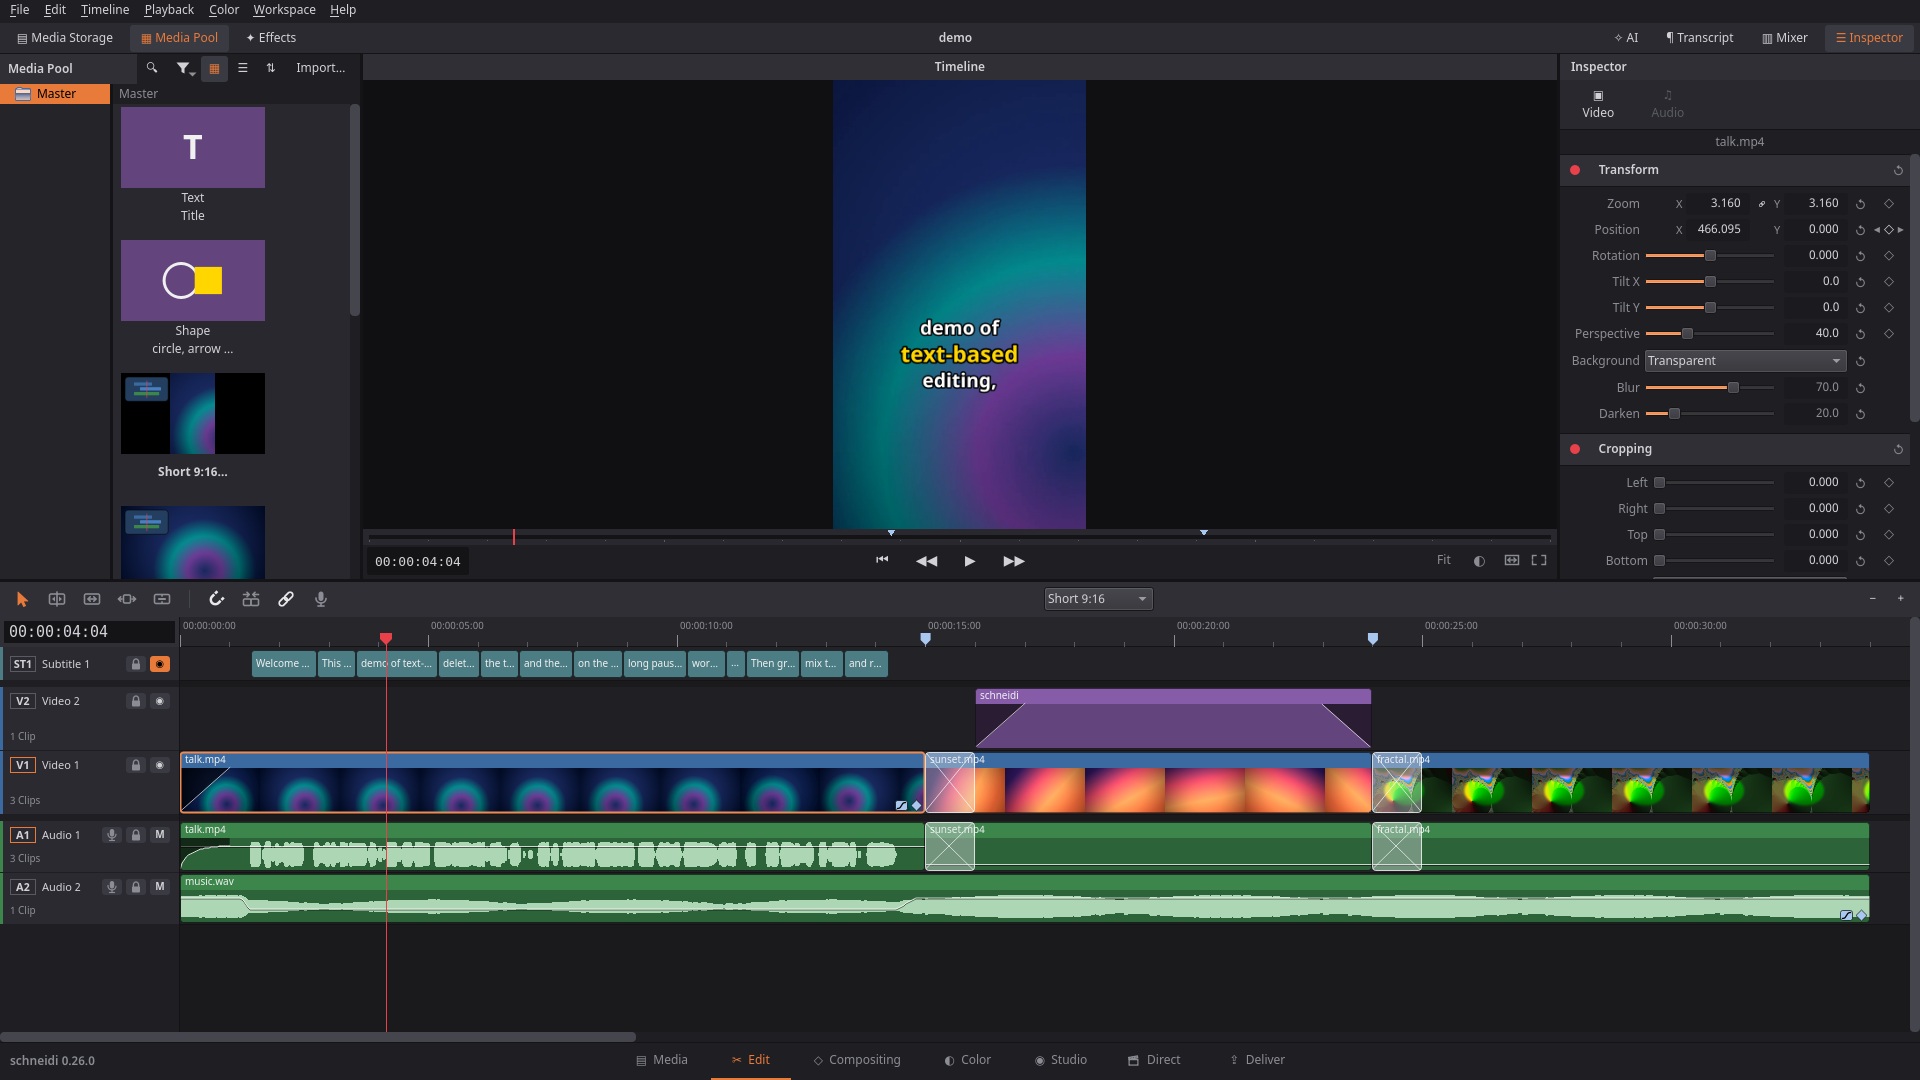 File Edit Timeline Playback Color Workspace Help
Media Storage Media Pool Effects demo AI Transcript Mixer Inspector
Media Pool Import... Timeline Inspector
Master Master
T
Text
Title
Shape
circle, arrow ...
Short 9:16...
demo of
text-based
editing,
00:00:04:04 Fit
Video Audio
talk.mp4
Transform
Zoom X 3.160 Y 3.160
Position X 466.095 Y 0.000
Rotation 0.000
Tilt X 0.0
Tilt Y 0.0
Perspective 40.0
Background Transparent
Blur 70.0
Darken 20.0
Cropping
Left 0.000
Right 0.000
Top 0.000
Bottom 0.000
Short 9:16
00:00:04:04 00:00:00:00 00:00:05:00 00:00:10:00 00:00:15:00 00:00:20:00 00:00:25:00 00:00:30:00
ST1 Subtitle 1 Welcome ... This ... demo of text-... delet... the t... and the... on the ... long paus... wor... ... Then gr... mix t... and r...
V2 Video 2 schneidi
1 Clip
V1 Video 1 talk.mp4 sunset.mp4 fractal.mp4
3 Clips
A1 Audio 1 M talk.mp4 sunset.mp4 fractal.mp4
3 Clips
A2 Audio 2 M music.wav
1 Clip
schneidi 0.26.0 Media Edit Compositing Color Studio Direct Deliver